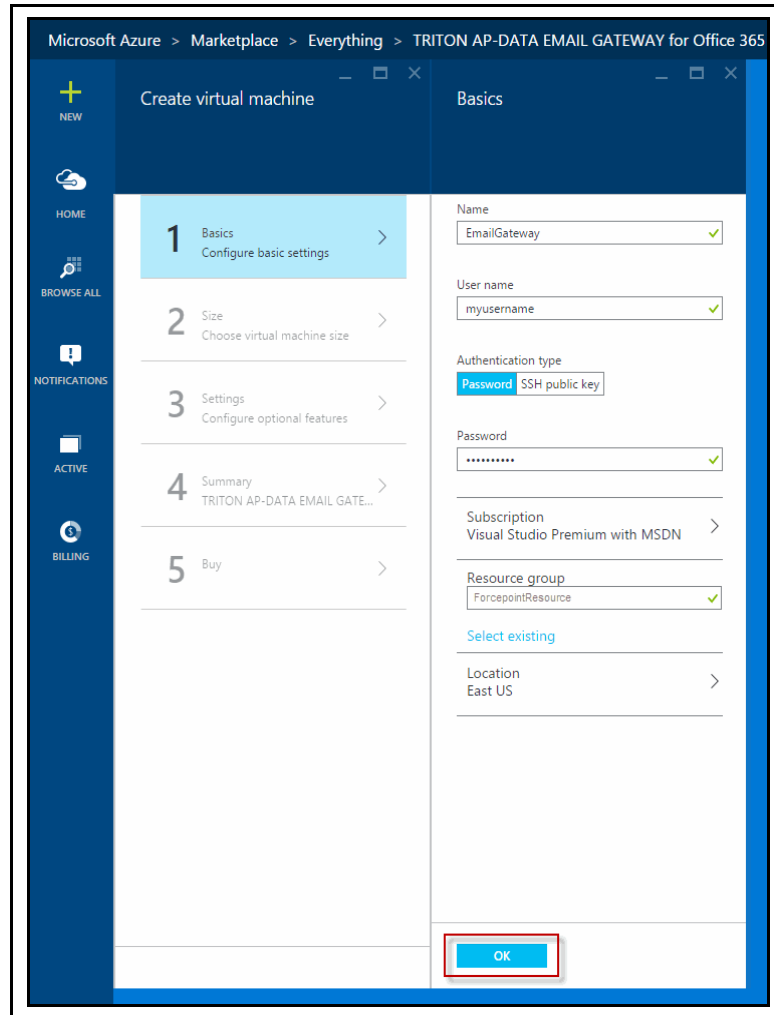 Microsoft Azure > Marketplace > Everything > TRITON AP-DATA EMAIL GATEWAY for Office 365
NEW
HOME
BROWSE ALL
NOTIFICATIONS
ACTIVE
BILLING
Create virtual machine
1
Basics
Configure basic settings
2
Size
Choose virtual machine size
3
Settings
Configure optional features
4
Summary
TRITON AP-DATA EMAIL GATE...
5
Buy
Basics
Name
EmailGateway
User name
myusername
Authentication type
Password SSH public key
Password
••••••••••
Subscription
Visual Studio Premium with MSDN
Resource group
ForcepointResource
Select existing
Location
East US
OK